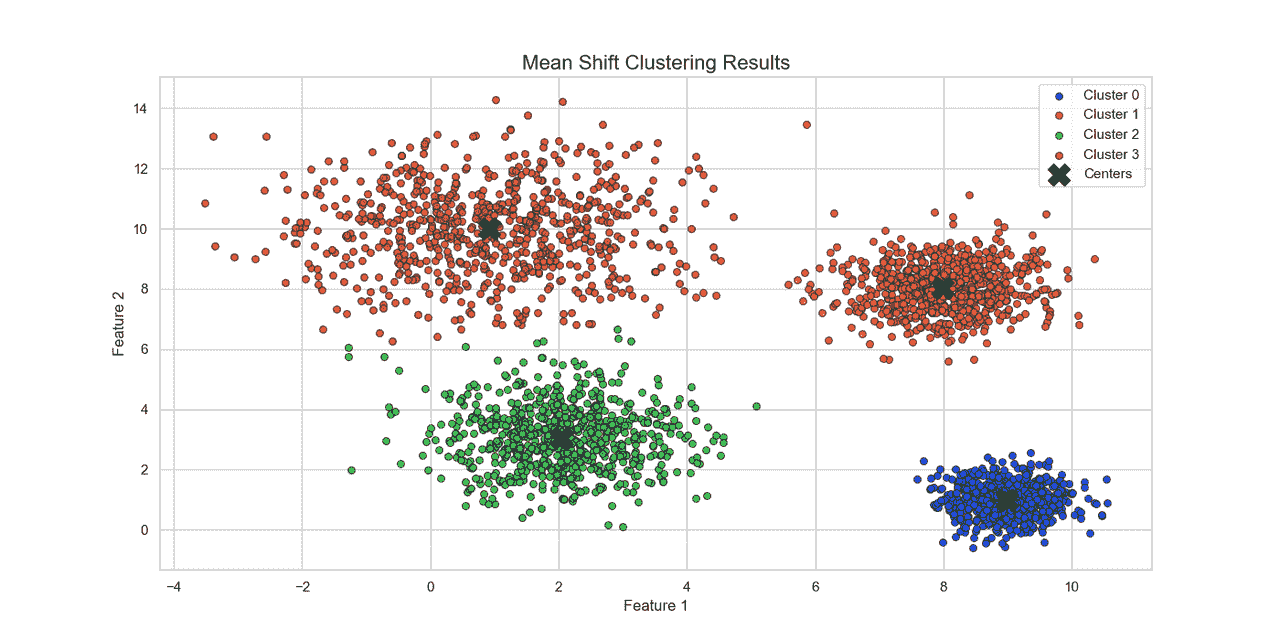 Mean Shift Clustering Results
Cluster 0
Cluster 1
Cluster 2
Cluster 3
Centers
Feature 2
14
12
10
8
6
4
2
0
−4
−2
0
2
4
6
8
10
Feature 1